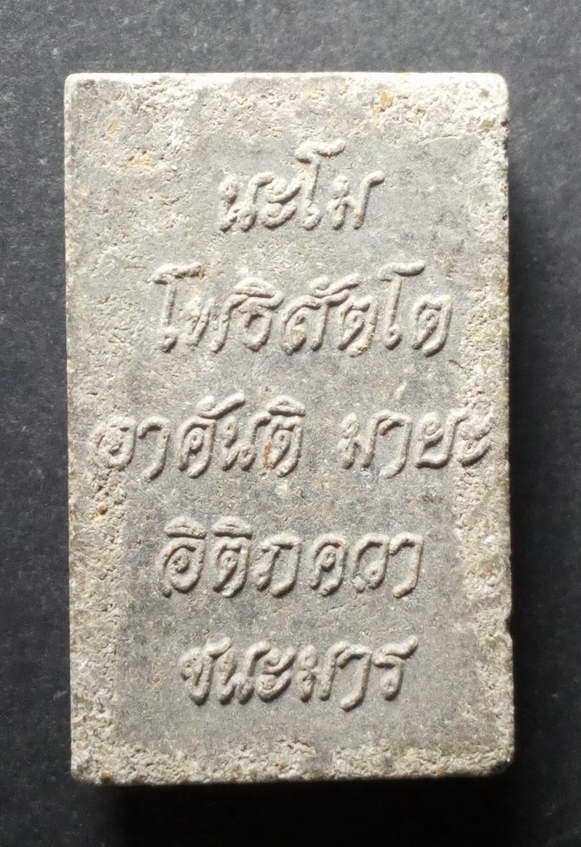 นะโม
โพธิสัตโต
อาคันติ มายะ
อิติภควา
ชนะมาร